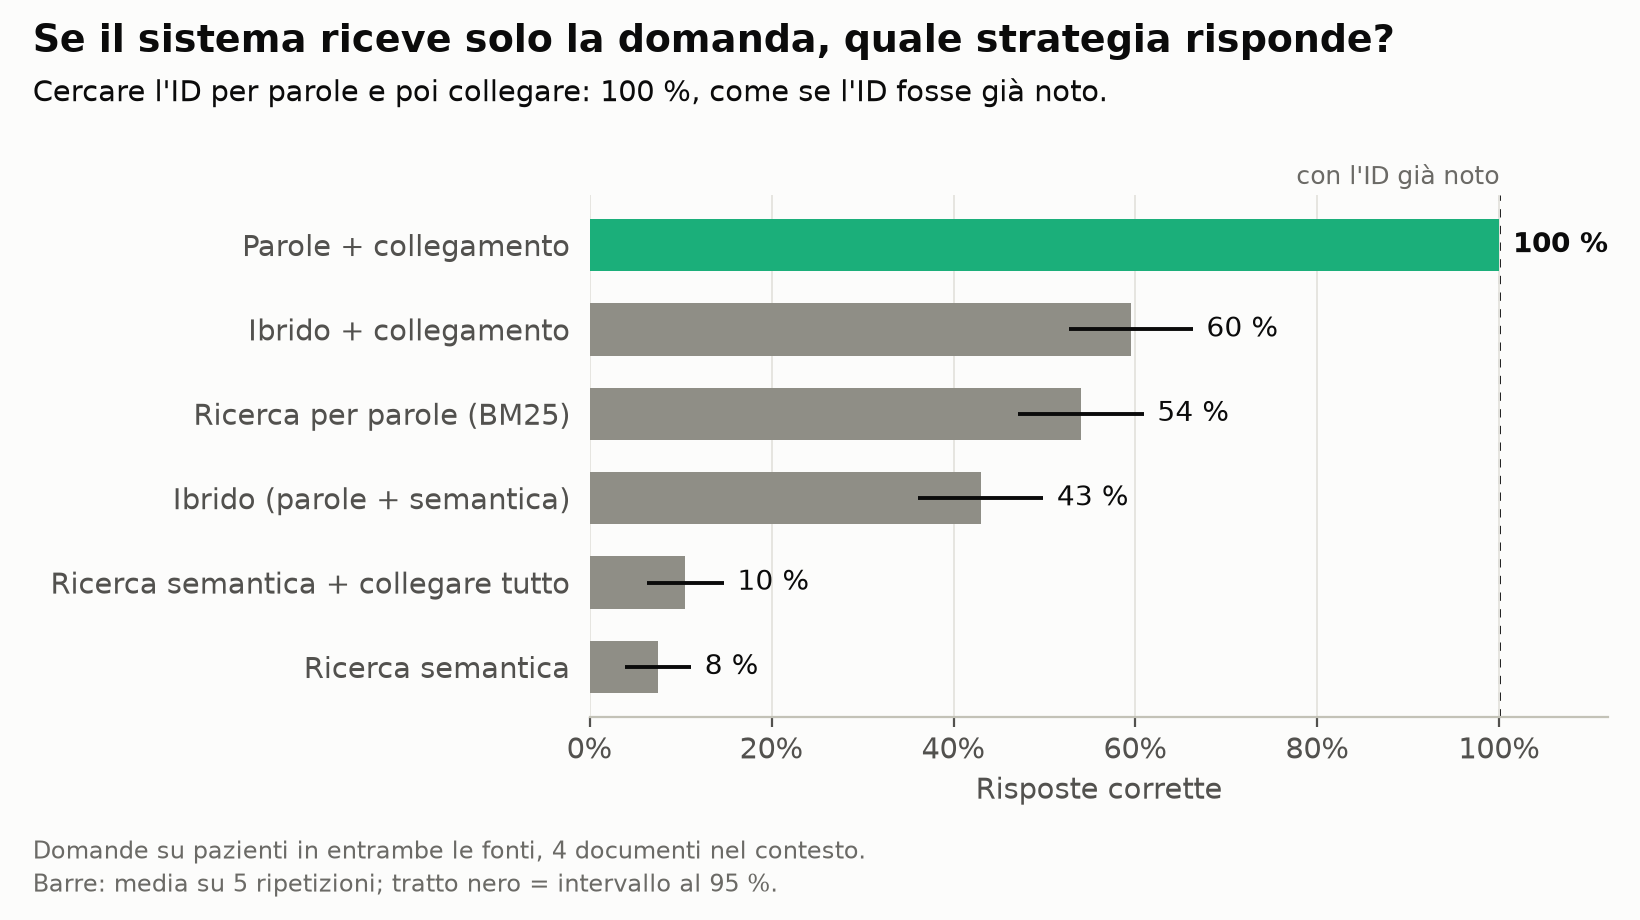 Se il sistema riceve solo la domanda, quale strategia risponde?
Cercare l'ID per parole e poi collegare: 100 %, come se l'ID fosse già noto.
con l'ID già noto
Parole + collegamento 100 %
Ibrido + collegamento 60 %
Ricerca per parole (BM25) 54 %
Ibrido (parole + semantica) 43 %
Ricerca semantica + collegare tutto 10 %
Ricerca semantica 8 %
0% 20% 40% 60% 80% 100%
Risposte corrette
Domande su pazienti in entrambe le fonti, 4 documenti nel contesto.
Barre: media su 5 ripetizioni; tratto nero = intervallo al 95 %.